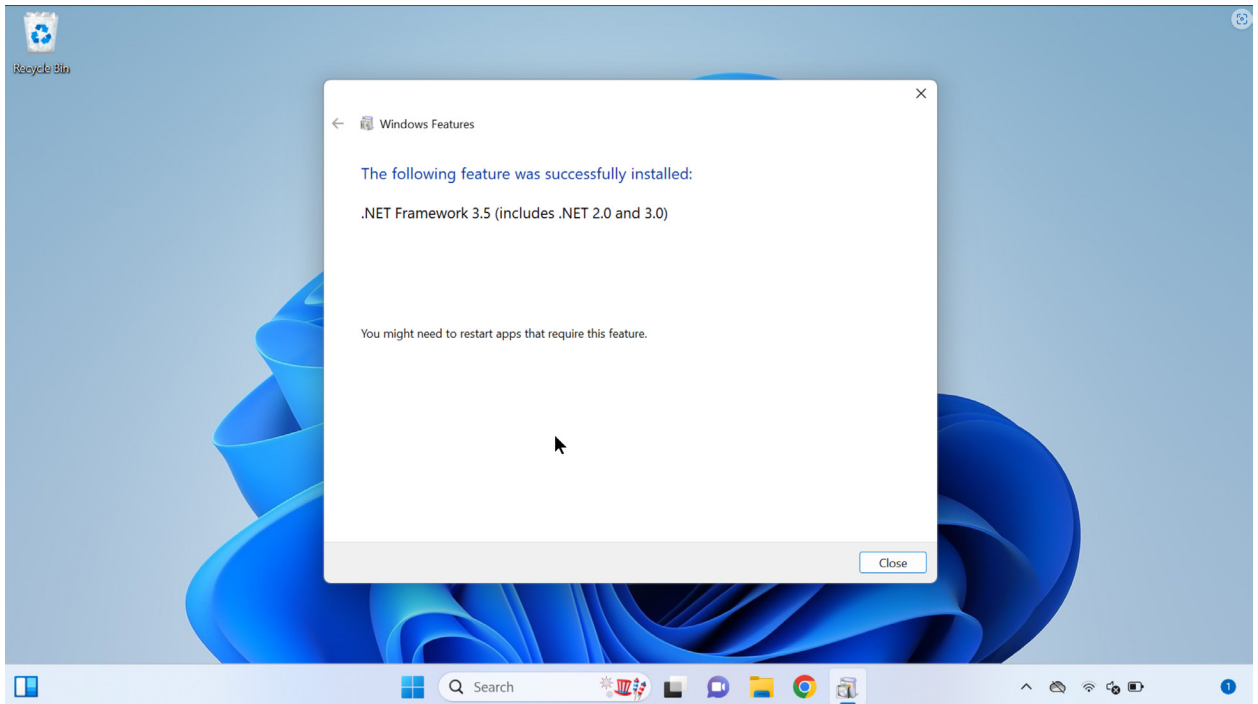 Recycle Bin
Windows Features
The following feature was successfully installed:
.NET Framework 3.5 (includes .NET 2.0 and 3.0)
You might need to restart apps that require this feature.
Close
Search
1